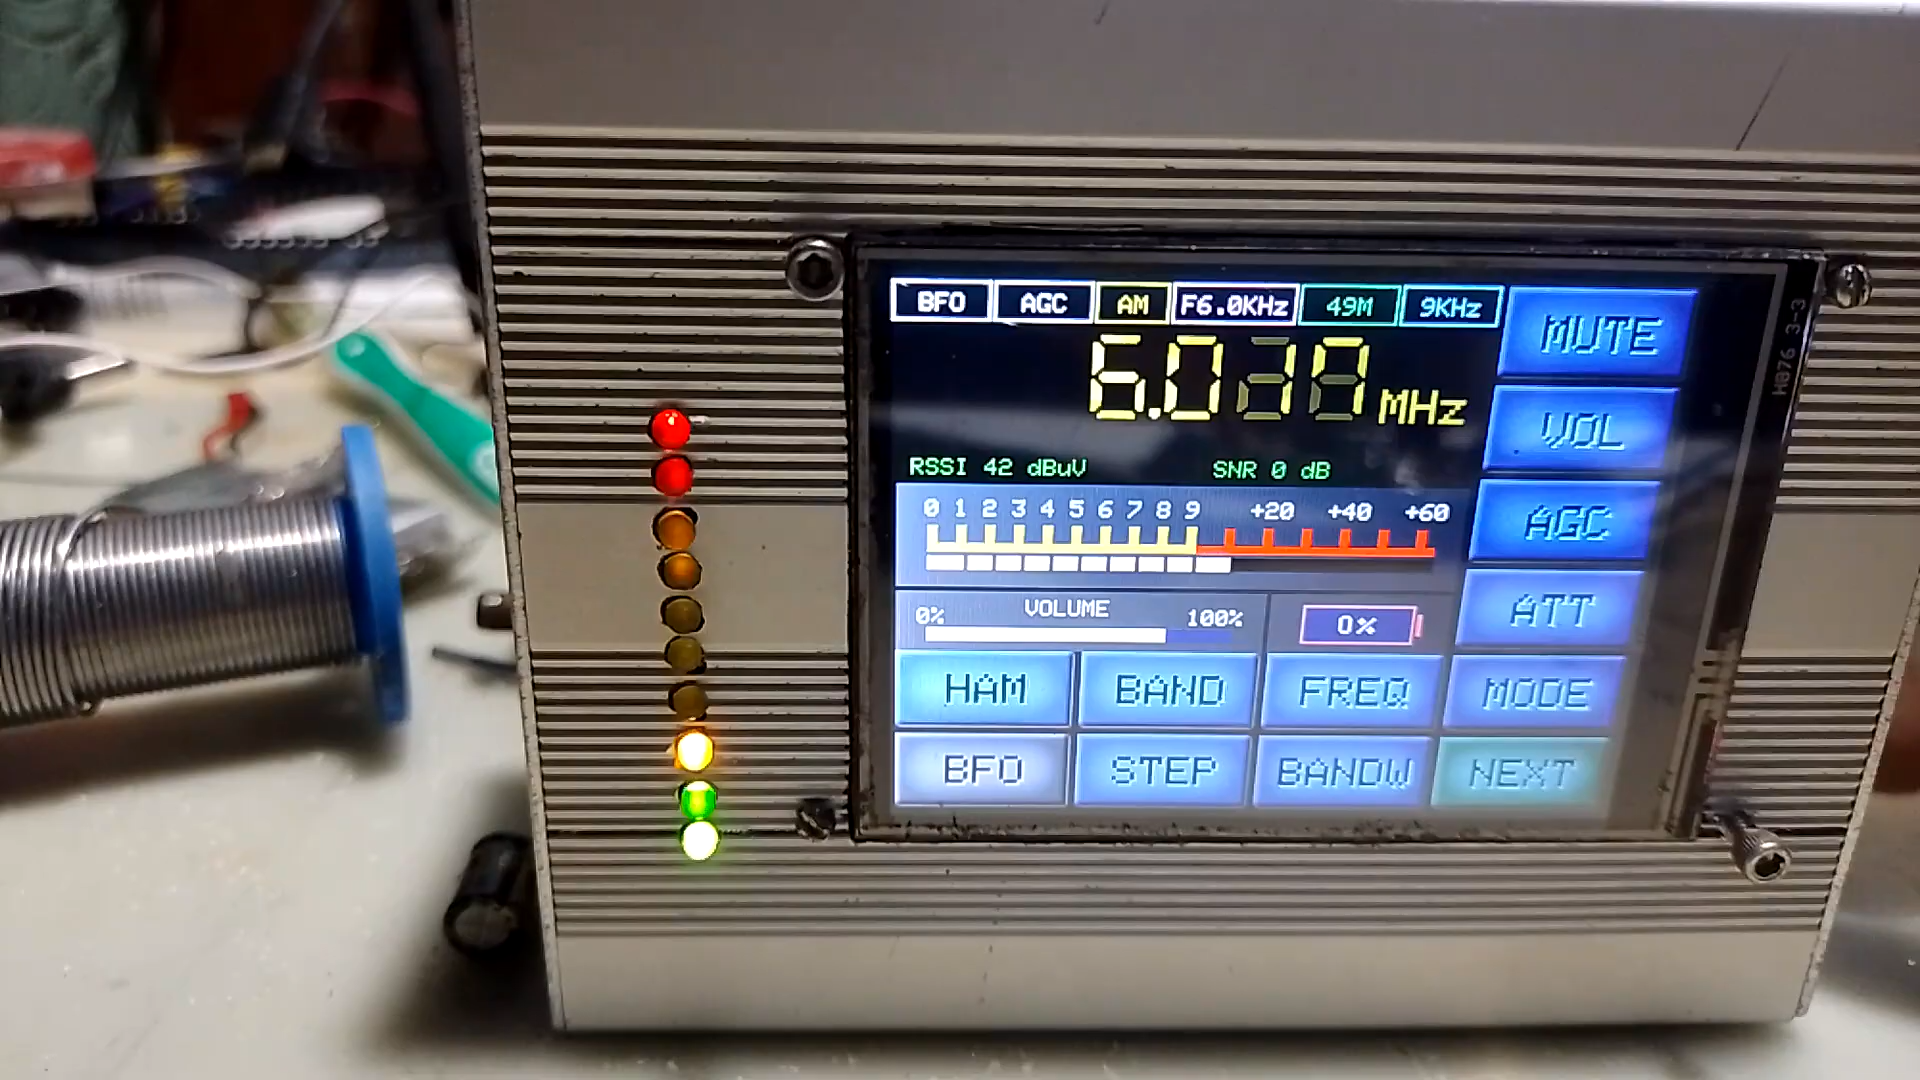 BFO AGC AM F6.0KHz 49M 9KHz
MUTE
MHz
VOL
RSSI 42 dBuV SNR 0 dB
0 1 2 3 4 5 6 7 8 9 +20 +40 +60
AGC
0% VOLUME 100% 0%
ATT
HAM BAND FREQ MODE
BFO STEP BANDW NEXT